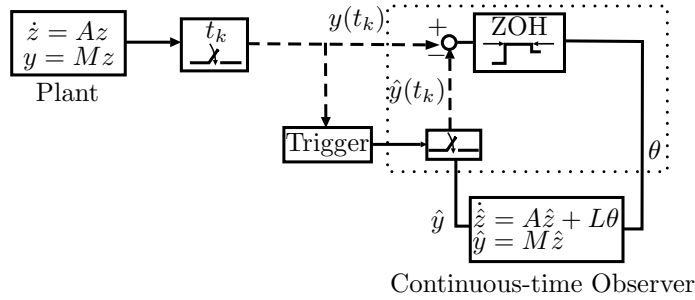 ż = Az
y = Mz
Plant
t_k
y(t_k)
+
−
ZOH
ŷ(t_k)
Trigger
θ
ŷ
ẑ̇ = Aẑ + Lθ
ŷ = Mẑ
Continuous-time Observer